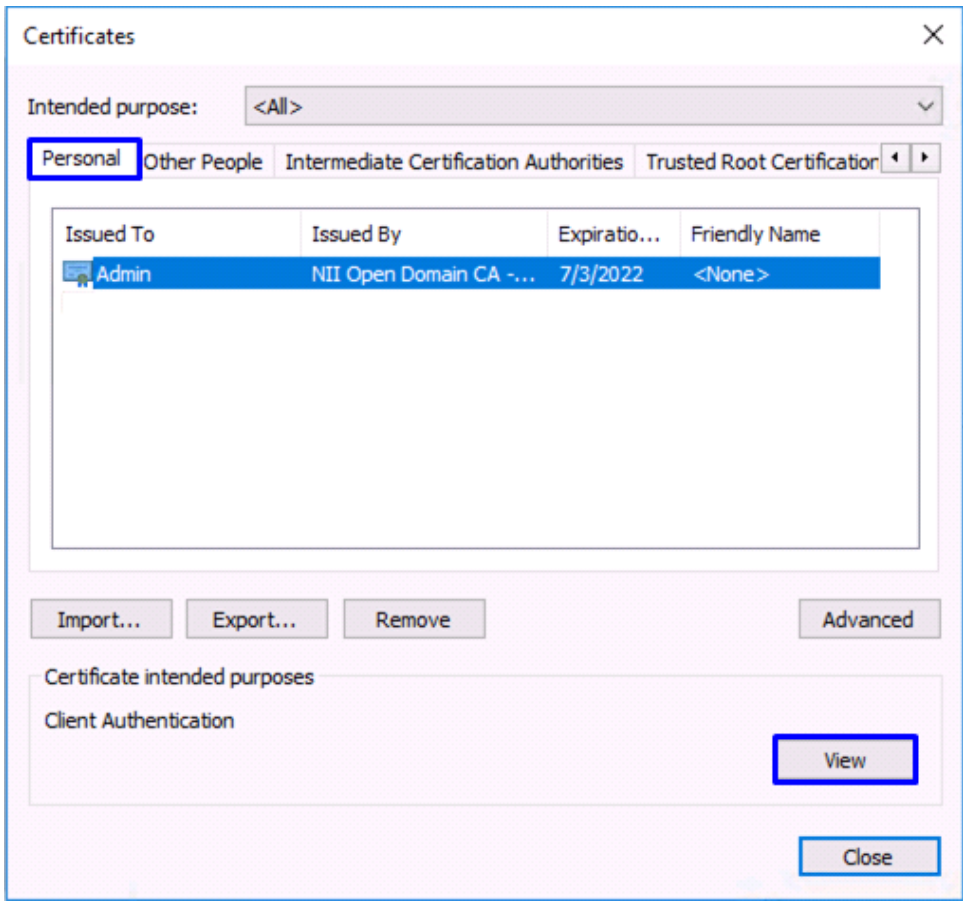 Certificates
Intended purpose: <All>
Personal Other People Intermediate Certification Authorities Trusted Root Certification
Issued To Issued By Expiratio... Friendly Name
Admin NII Open Domain CA -... 7/3/2022 <None>
Import... Export... Remove Advanced
Certificate intended purposes
Client Authentication
View
Close